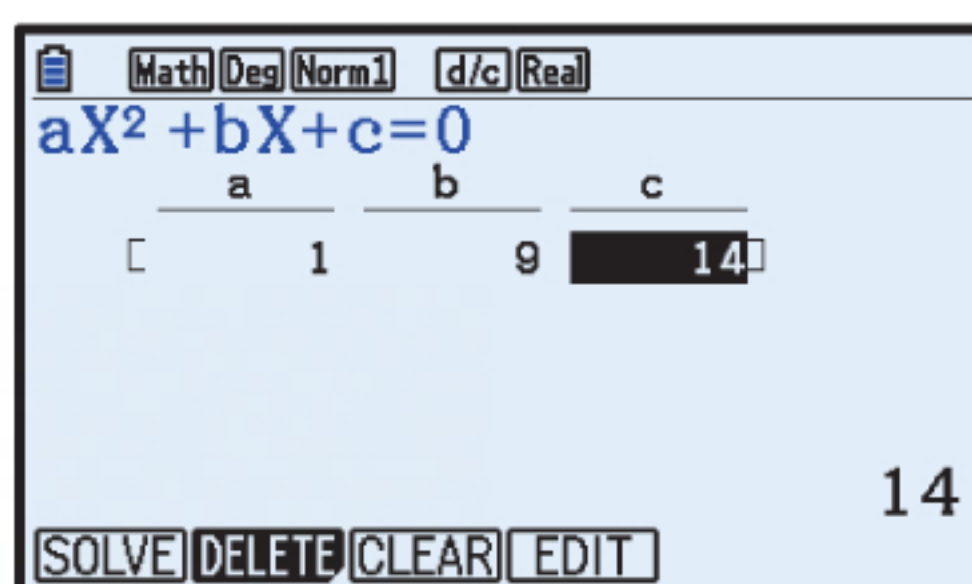 Math Deg Norm1 d/c Real
aX² +bX+c=0
a b c
[ 1 9 14]
14
SOLVE DELETE CLEAR EDIT